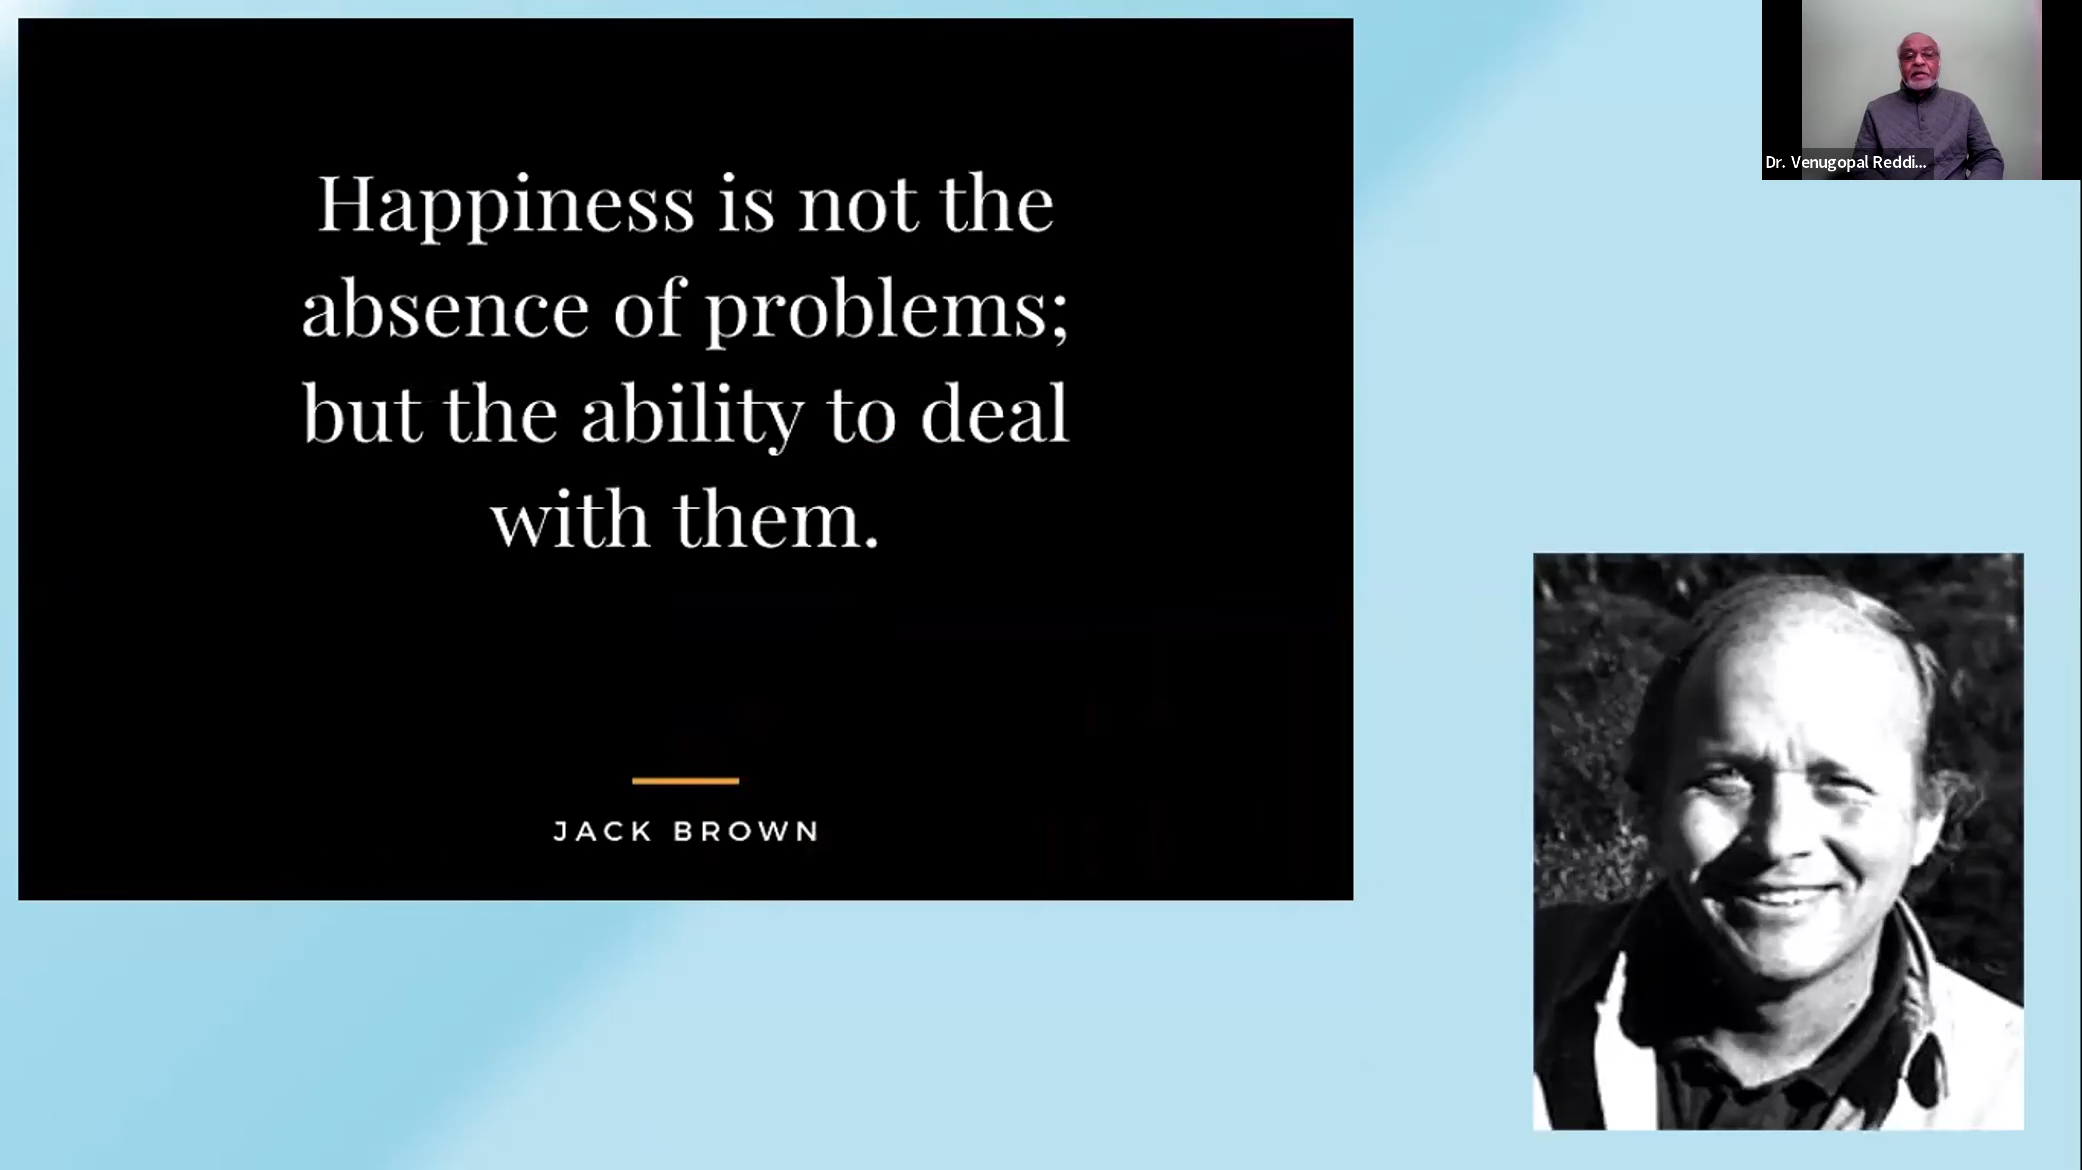 Happiness is not the
absence of problems;
but the ability to deal
with them.
JACK BROWN
Dr. Venugopal Reddi...